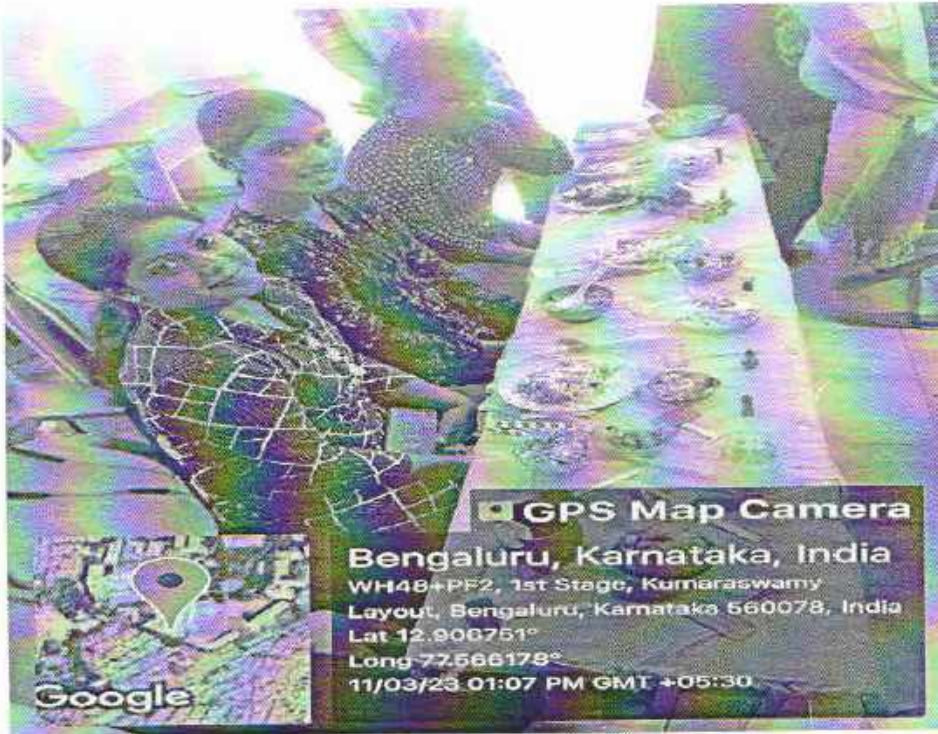 GPS Map Camera
Bengaluru, Karnataka, India
WH48+PF2, 1st Stage, Kumaraswamy
Layout, Bengaluru, Karnataka 560078, India
Lat 12.906751°
Long 77.566178°
11/03/23 01:07 PM GMT +05:30
Google